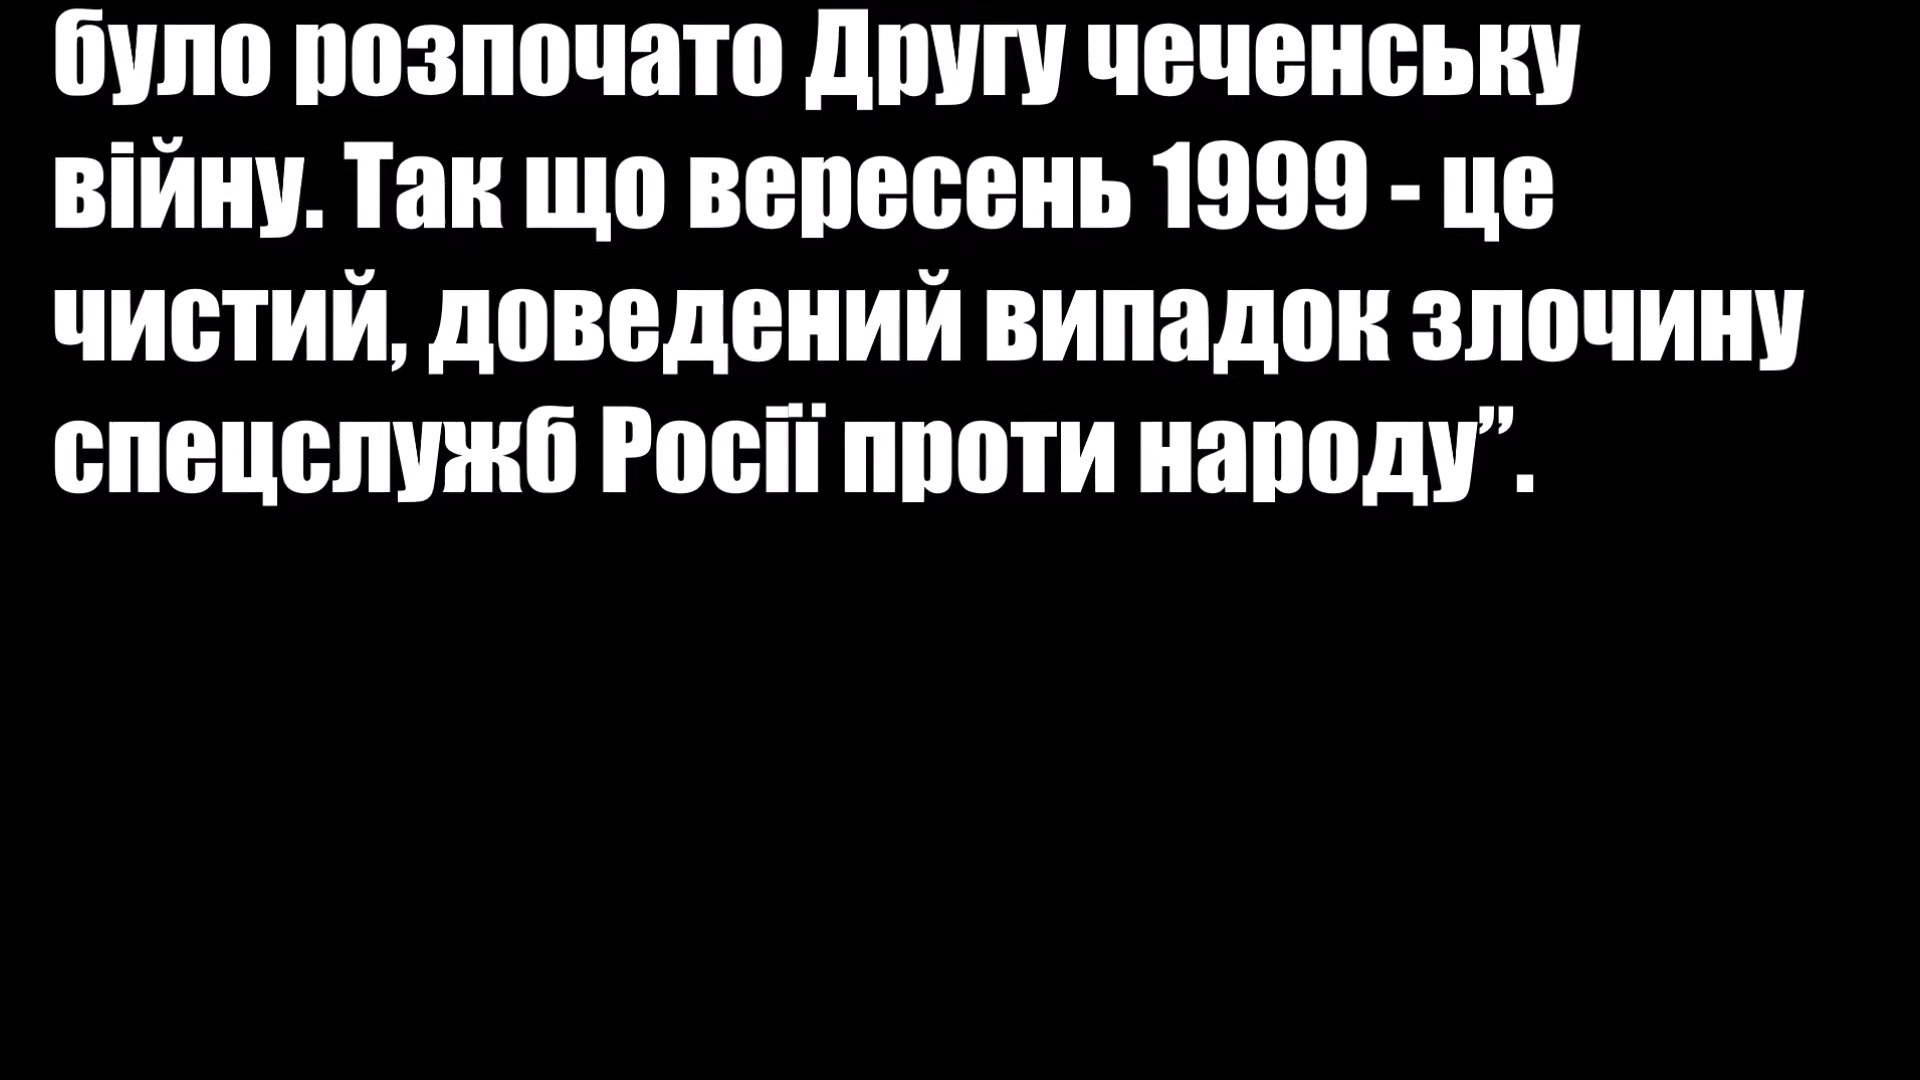 було розпочато Другу чеченську
війну. Так що вересень 1999 - це
чистий, доведений випадок злочину
спецслужб Росії проти народу”.